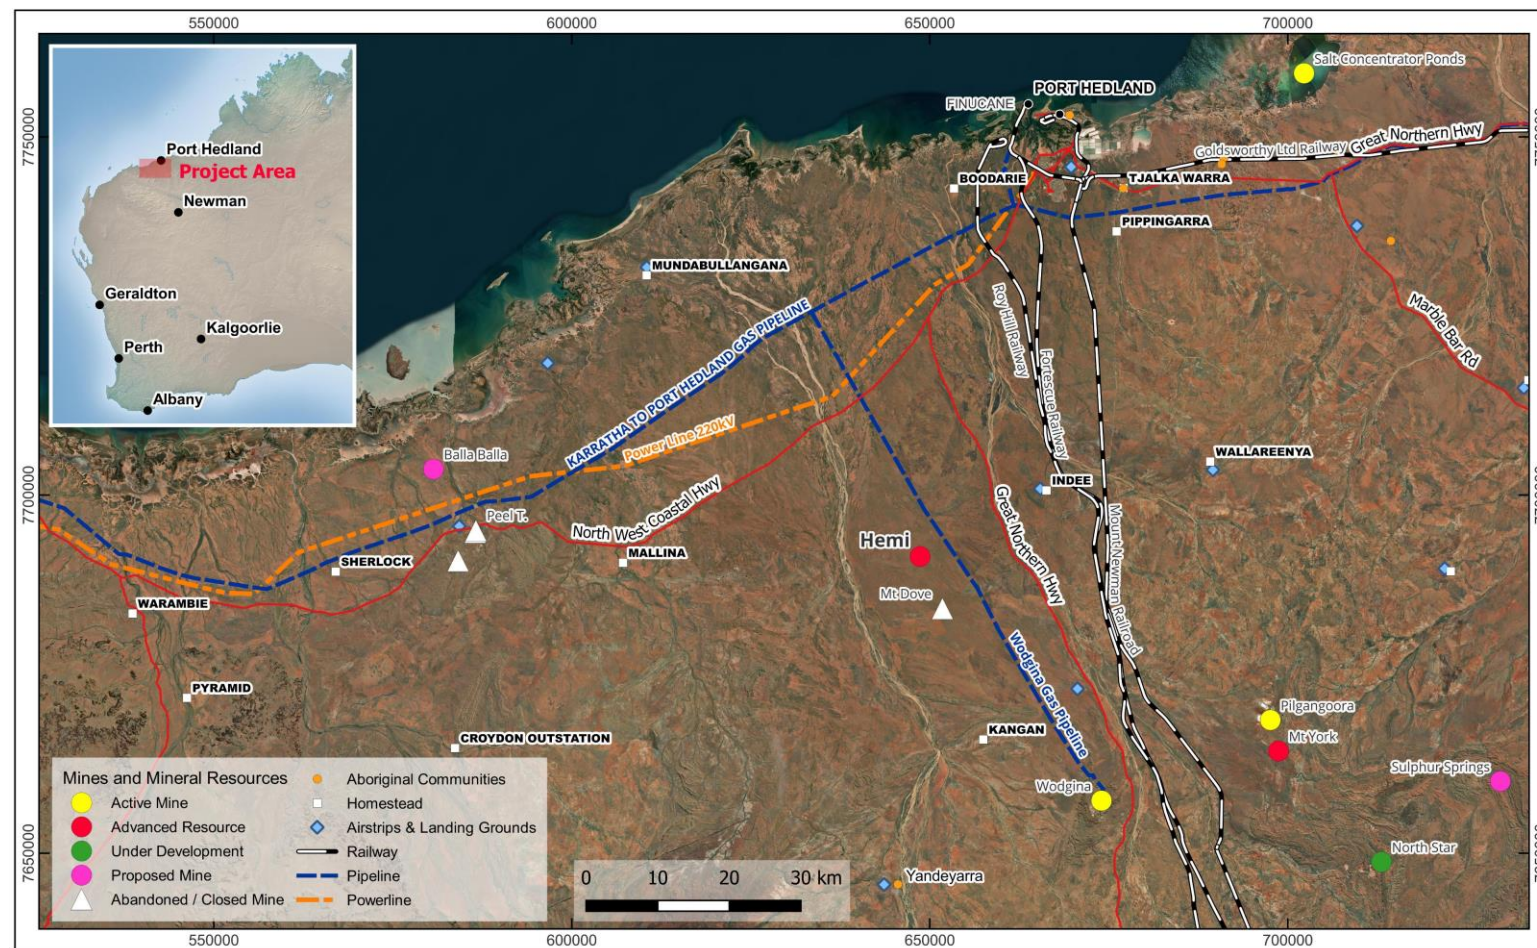 550000
600000
650000
700000
Port Hedland
Project Area
Newman
Geraldton
Kalgoorlie
Perth
Albany
Salt Concentrator Ponds
PORT HEDLAND
FINUCANE
7750000
Goldsworthy Ltd Railway
Great Northern Hwy
BOODARIE
TJALKA WARRA
PIPPINGARRA
MUNDABULLANGANA
Roy Hill Railway
Marble Bar Rd
KARRATHA TO PORT HEDLAND GAS PIPELINE
Fortescue Railway
Power Line 220kV
Balla Balla
WALLAREENYA
INDEE
7700000
North West Coastal Hwy
Great Northern Hwy
Peel T.
Mount Newman Railroad
Hemi
MALLINA
SHERLOCK
Mt Dove
WARAMBIE
Wodgina Gas Pipeline
PYRAMID
Pilgangoora
KANGAN
CROYDON OUTSTATION
Mt York
Sulphur Springs
Wodgina
7650000
North Star
Yandeyarra
Mines and Mineral Resources
Active Mine
Advanced Resource
Under Development
Proposed Mine
Abandoned / Closed Mine
Aboriginal Communities
Homestead
Airstrips & Landing Grounds
Railway
Pipeline
Powerline
0 10 20 30 km
550000
600000
650000
700000